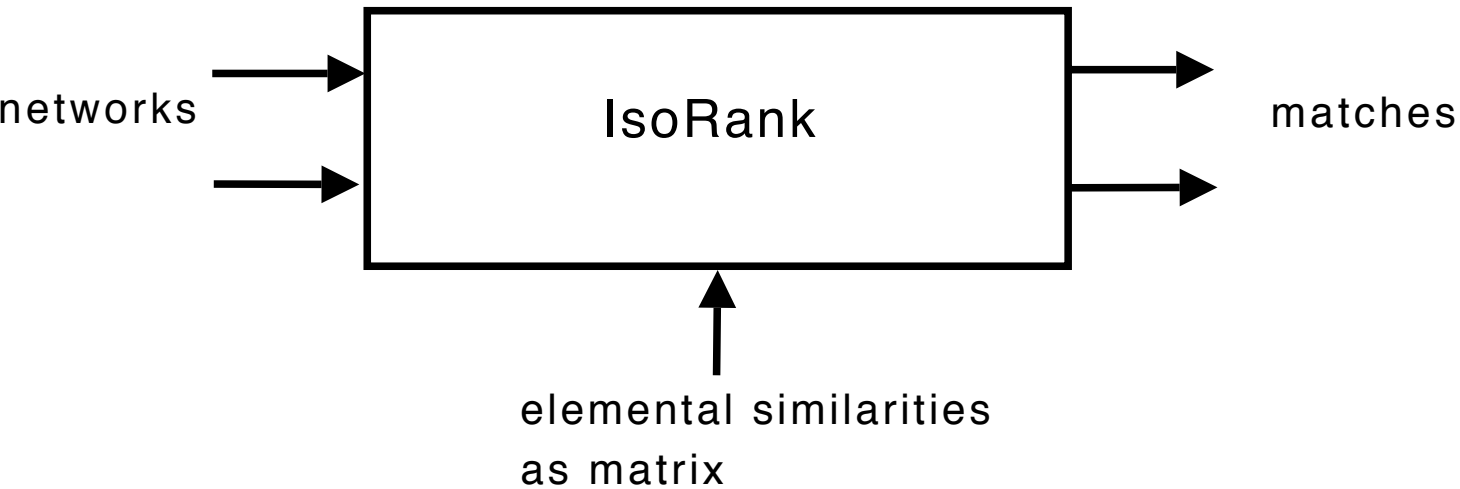 networks
IsoRank
matches
elemental similarities
as matrix